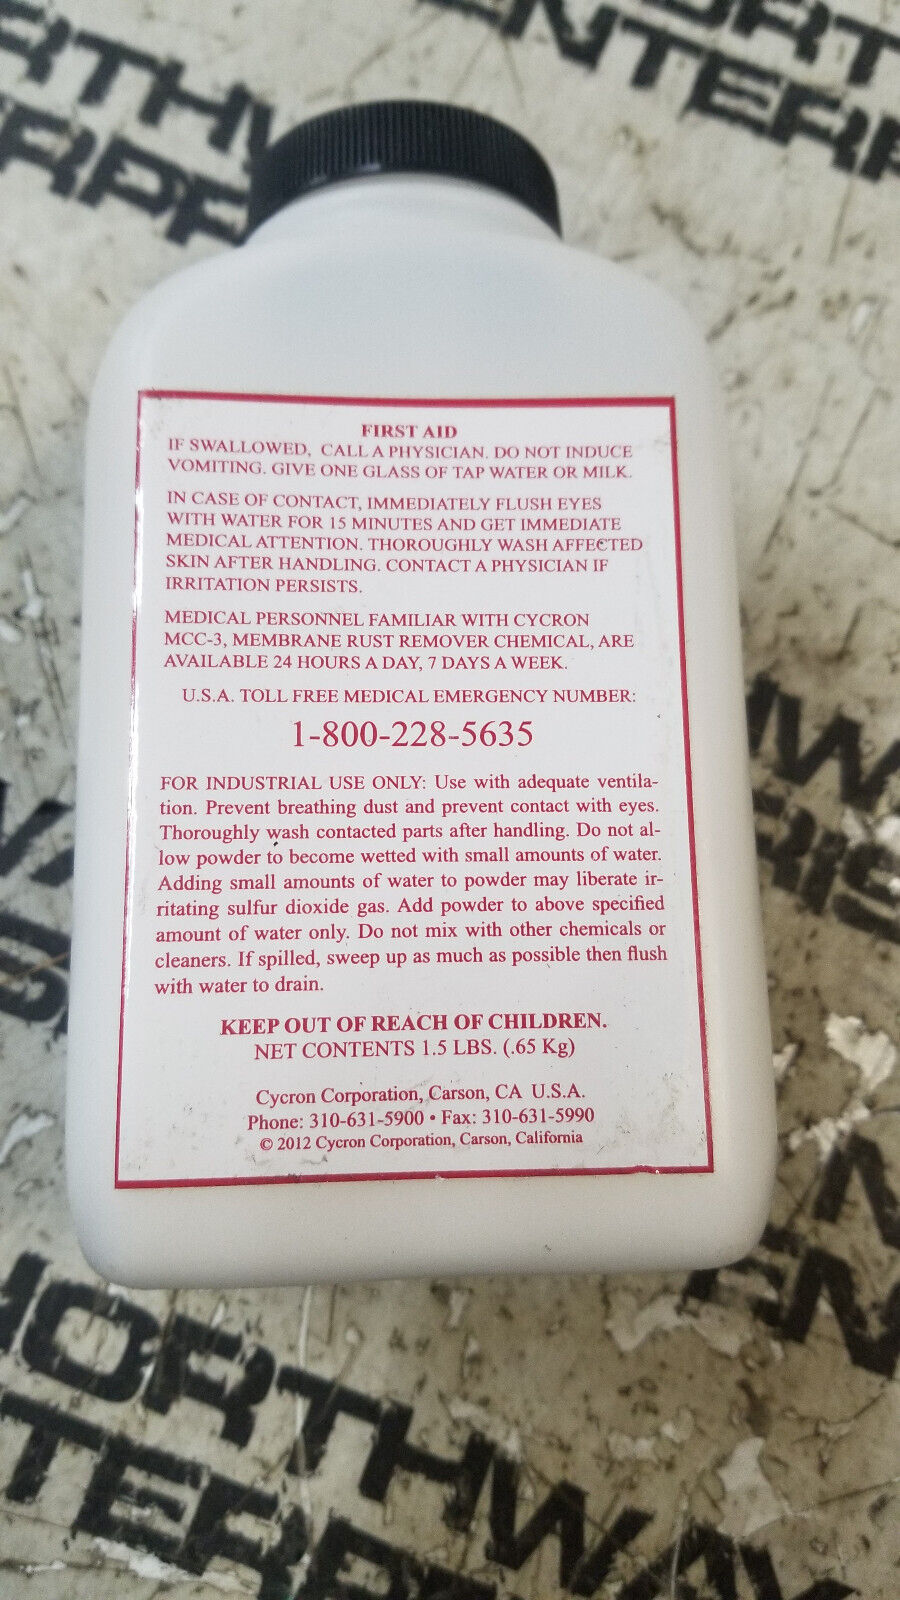 FIRST AID
IF SWALLOWED, CALL A PHYSICIAN. DO NOT INDUCE
VOMITING. GIVE ONE GLASS OF TAP WATER OR MILK.
IN CASE OF CONTACT, IMMEDIATELY FLUSH EYES
WITH WATER FOR 15 MINUTES AND GET IMMEDIATE
MEDICAL ATTENTION. THOROUGHLY WASH AFFECTED
SKIN AFTER HANDLING. CONTACT A PHYSICIAN IF
IRRITATION PERSISTS.
MEDICAL PERSONNEL FAMILIAR WITH CYCRON
MCC-3, MEMBRANE RUST REMOVER CHEMICAL, ARE
AVAILABLE 24 HOURS A DAY, 7 DAYS A WEEK.
U.S.A. TOLL FREE MEDICAL EMERGENCY NUMBER:
1-800-228-5635
FOR INDUSTRIAL USE ONLY: Use with adequate ventila-
tion. Prevent breathing dust and prevent contact with eyes.
Thoroughly wash contacted parts after handling. Do not al-
low powder to become wetted with small amounts of water.
Adding small amounts of water to powder may liberate ir-
ritating sulfur dioxide gas. Add powder to above specified
amount of water only. Do not mix with other chemicals or
cleaners. If spilled, sweep up as much as possible then flush
with water to drain.
KEEP OUT OF REACH OF CHILDREN.
NET CONTENTS 1.5 LBS. (.65 Kg)
Cycron Corporation, Carson, CA U.S.A.
Phone: 310-631-5900 • Fax: 310-631-5990
© 2012 Cycron Corporation, Carson, California